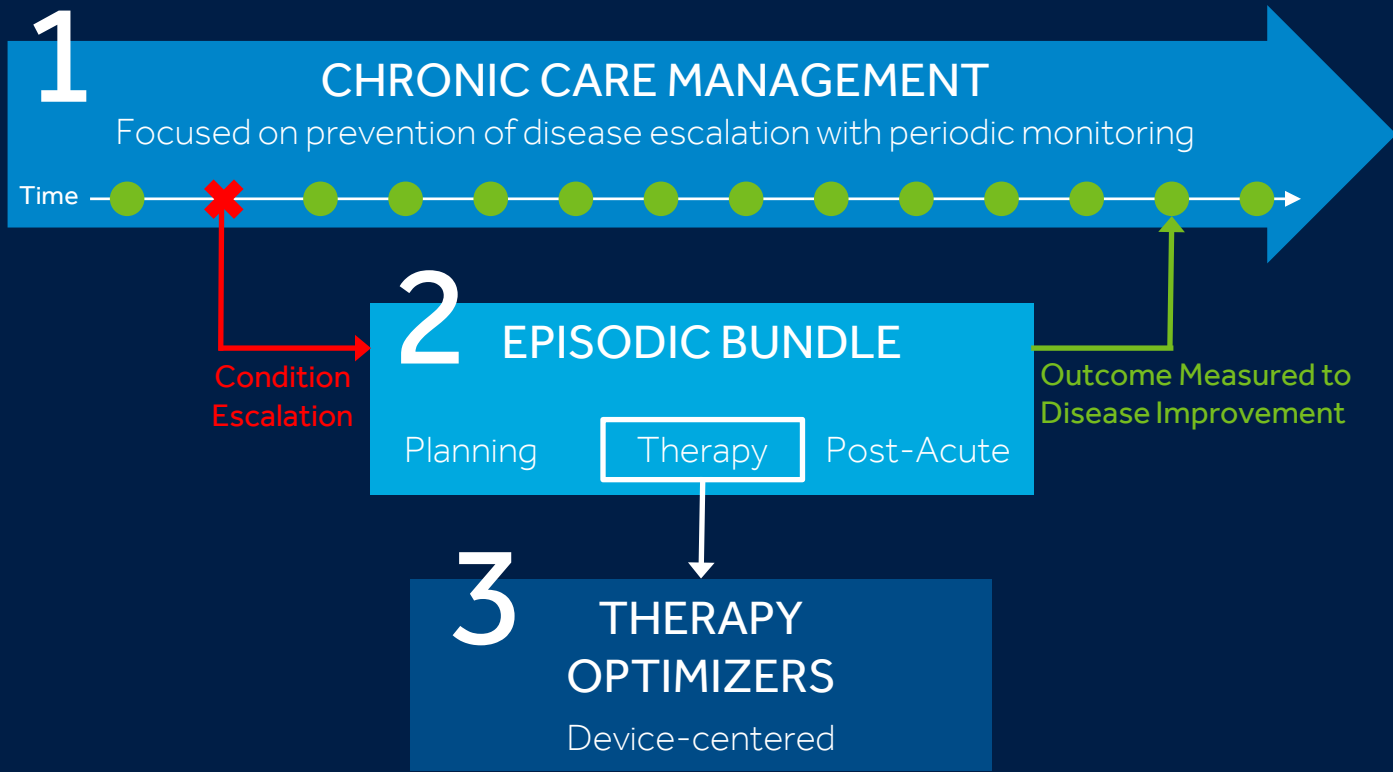 1
CHRONIC CARE MANAGEMENT
Focused on prevention of disease escalation with periodic monitoring
Time
2
EPISODIC BUNDLE
Condition
Escalation
Outcome Measured to
Disease Improvement
Planning
Therapy
Post-Acute
3
THERAPY
OPTIMIZERS
Device-centered